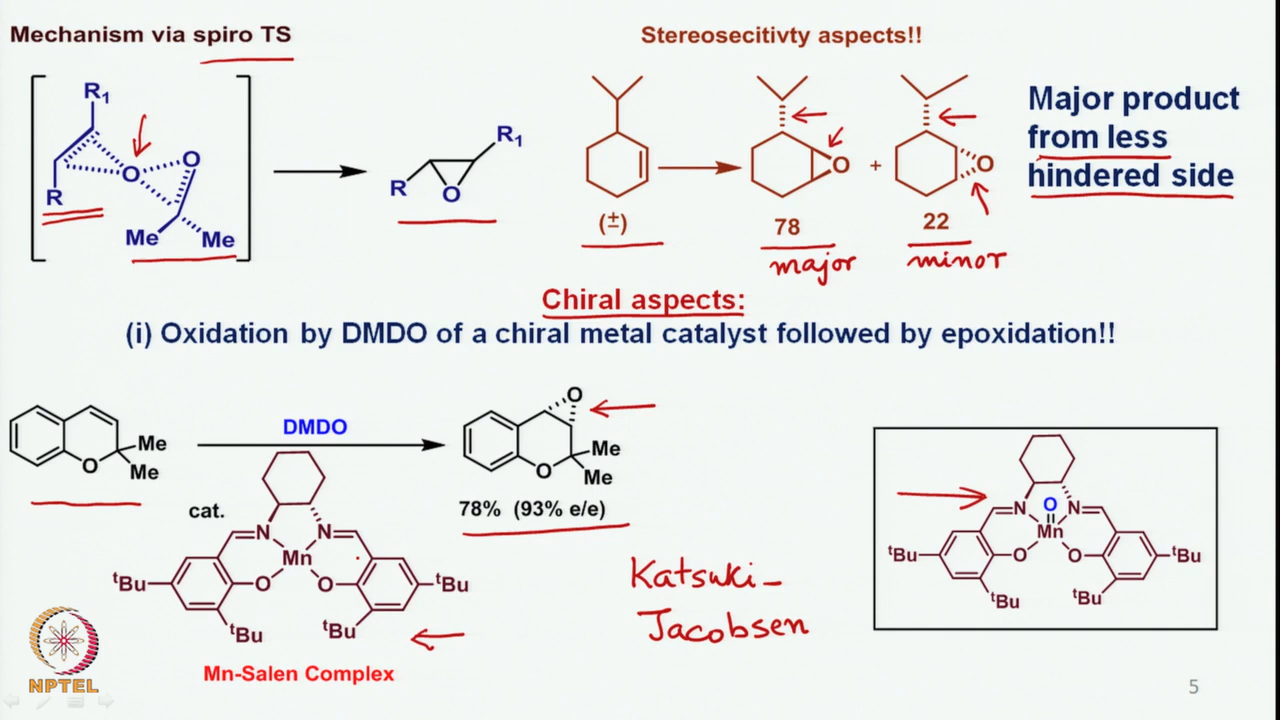 Mechanism via spiro TS
Stereosecitivty aspects!!
R1
O
O
R
Me
Me
R
R1
O
(±)
O
78
major
+
O
22
minor
Major product
from less
hindered side
Chiral aspects:
(i) Oxidation by DMDO of a chiral metal catalyst followed by epoxidation!!
O
Me
Me
DMDO
cat.
N
N
Mn
O
O
tBu
tBu
tBu
tBu
Mn-Salen Complex
O
O
Me
Me
78% (93% e/e)
Katsuki-
Jacobsen
O
N
N
Mn
O
O
tBu
tBu
tBu
tBu
NPTEL
5